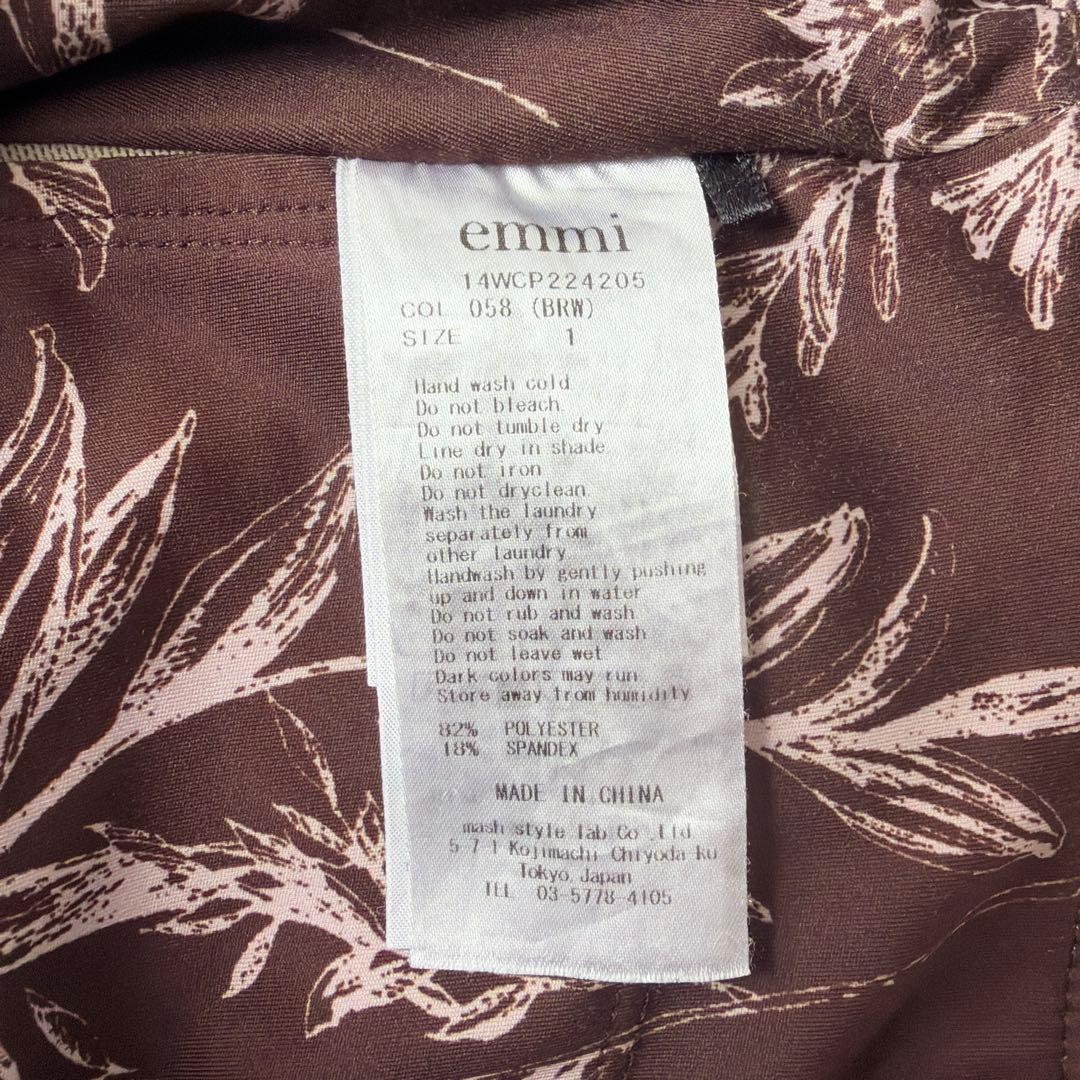 emmi
14WCP224205
COL 058 (BRW)
SIZE 1
Hand wash cold
Do not bleach
Do not tumble dry
Line dry in shade
Do not iron
Do not dryclean
Wash the laundry
separately from
other laundry
Handwash by gently pushing
up and down in water
Do not rub and wash
Do not soak and wash
Do not leave wet
Dark colors may run
Store away from humidity
82% POLYESTER
18% SPANDEX
MADE IN CHINA
mash style lab Co .Ltd
5 7 1 Kojimachi Chiyoda ku
Tokyo Japan
TEL 03-5778-4105